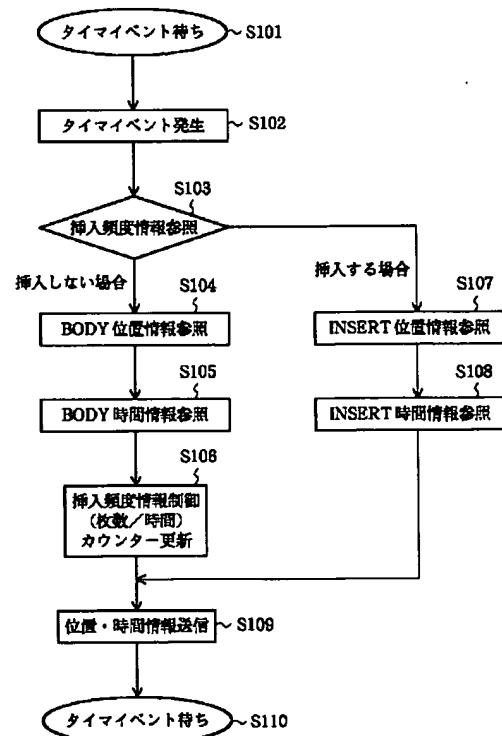 タイマイベント待ち
S101
タイマイベント発生
S102
S103
挿入頻度情報参照
挿入しない場合
挿入する場合
S104
BODY 位置情報参照
S107
INSERT 位置情報参照
S105
BODY 時間情報参照
S108
INSERT 時間情報参照
S106
挿入頻度情報制御
(枚数／時間)
カウンター更新
位置・時間情報送信
S109
タイマイベント待ち
S110